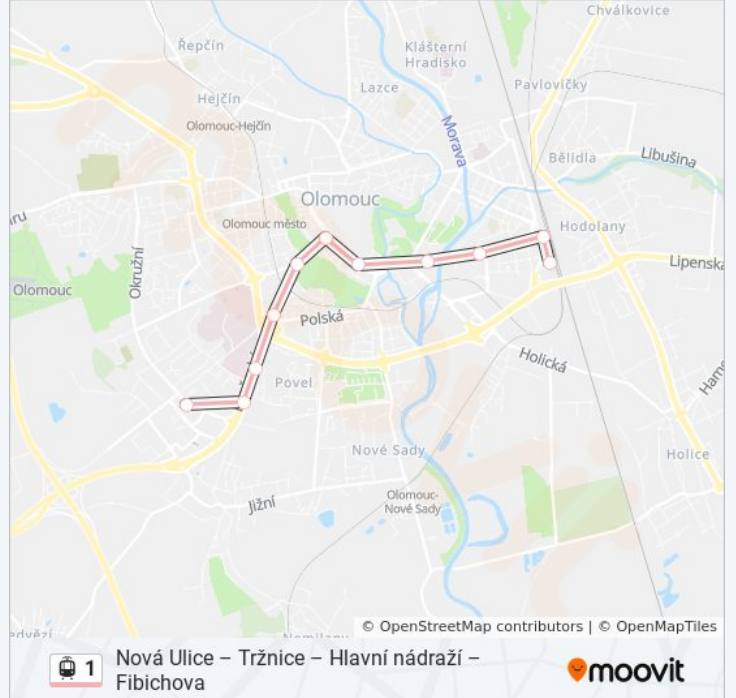 Chválkovice
Řepčín
Klášterní
Hradisko
Lazce
Pavlovičky
Hejčín
Olomouc-Hejčín
Morava
Bělidla
Libušina
Olomouc
Olomouc město
Hodolany
Okružní
Lipenská
Olomouc
Polská
Holická
Povel
Nové Sady
Holice
Olomouc-
Nové Sady
Jižní
© OpenStreetMap contributors | © OpenMapTiles
1
Nová Ulice – Tržnice – Hlavní nádraží –
Fibichova
moovit